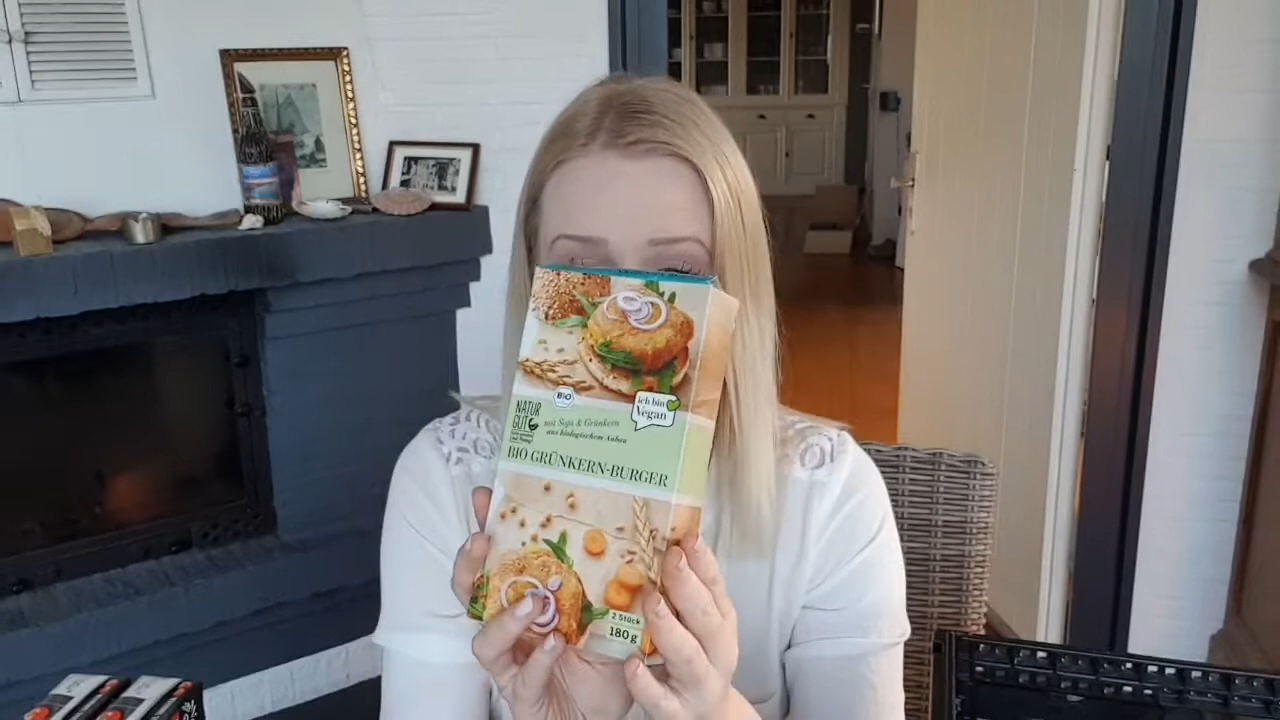 BIO
NATUR
GUT
ich bin
Vegan
mit Soja & Grünkern
aus biologischem Anbau
BIO GRÜNKERN-BURGER
2 Stück
180 g